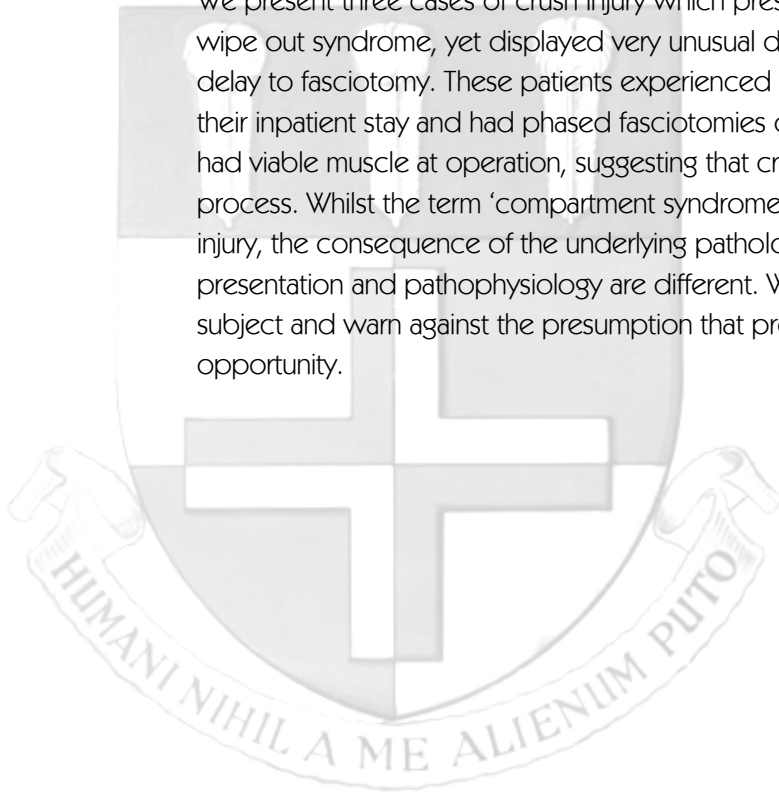 We present three cases of crush injury which pres
wipe out syndrome, yet displayed very unusual d
delay to fasciotomy. These patients experienced
their inpatient stay and had phased fasciotomies
had viable muscle at operation, suggesting that cr
process. Whilst the term ‘compartment syndrome
injury, the consequence of the underlying patholo
presentation and pathophysiology are different. W
subject and warn against the presumption that pr
opportunity.
HUMANI NIHIL A ME ALIENUM PUTO